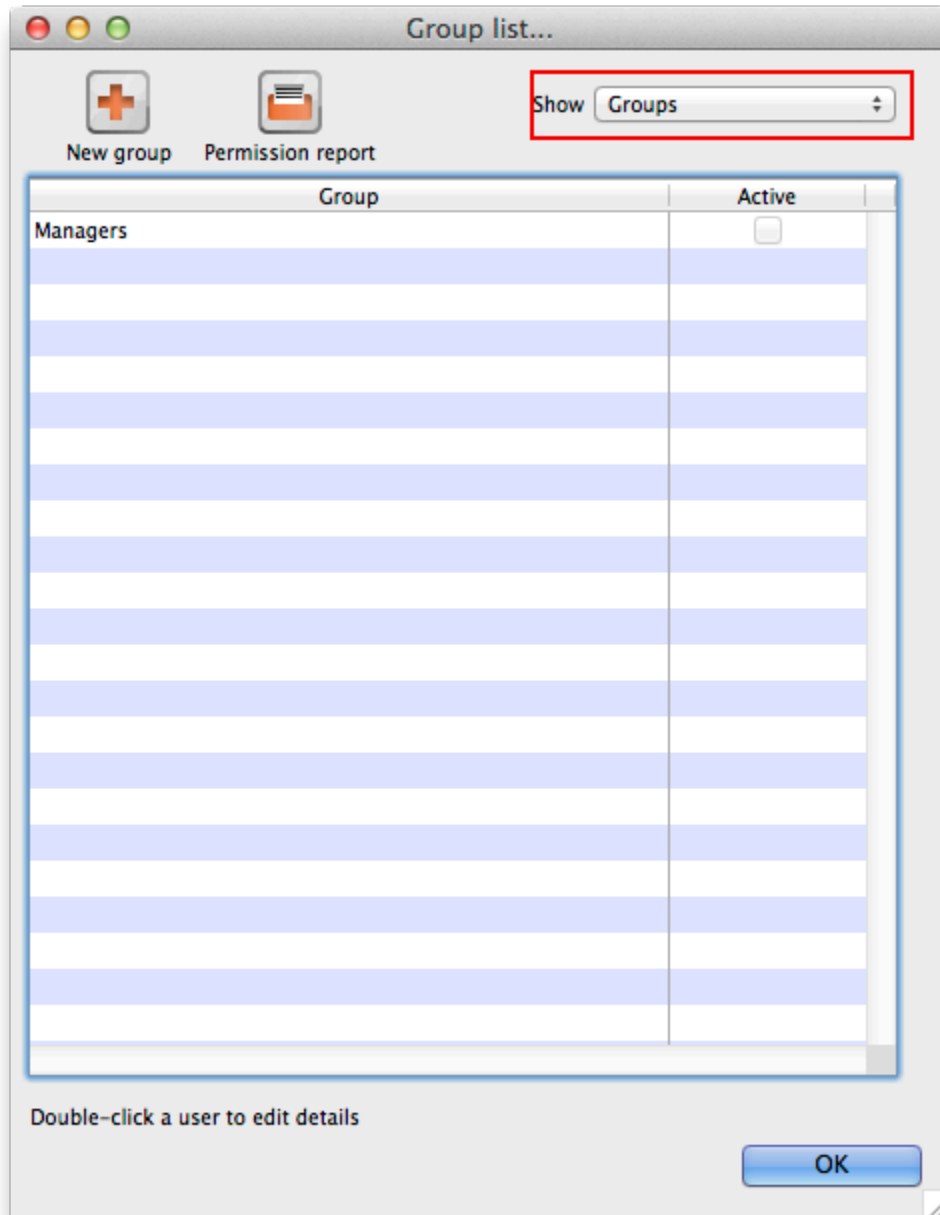 Group list...
Show Groups
New group Permission report
Group Active
Managers
Double-click a user to edit details
OK